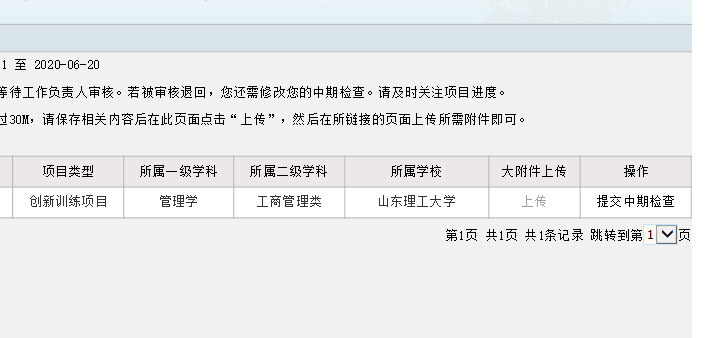 1 至 2020-06-20
等待工作负责人审核。若被审核退回，您还需修改您的中期检查。请及时关注项目进度。
过30M，请保存相关内容后在此页面点击“上传”，然后在所链接的页面上传所需附件即可。
项目类型 所属一级学科 所属二级学科 所属学校 大附件上传 操作
创新训练项目 管理学 工商管理类 山东理工大学 上传 提交中期检查
第1页 共1页 共1条记录 跳转到第 1 页